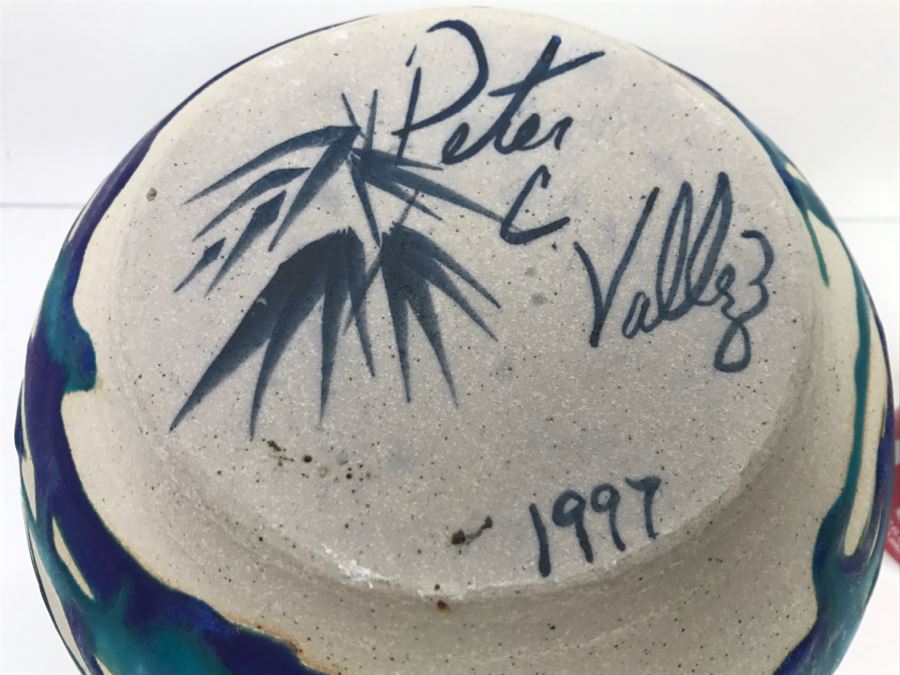 Peter
C.
Vallez
1997